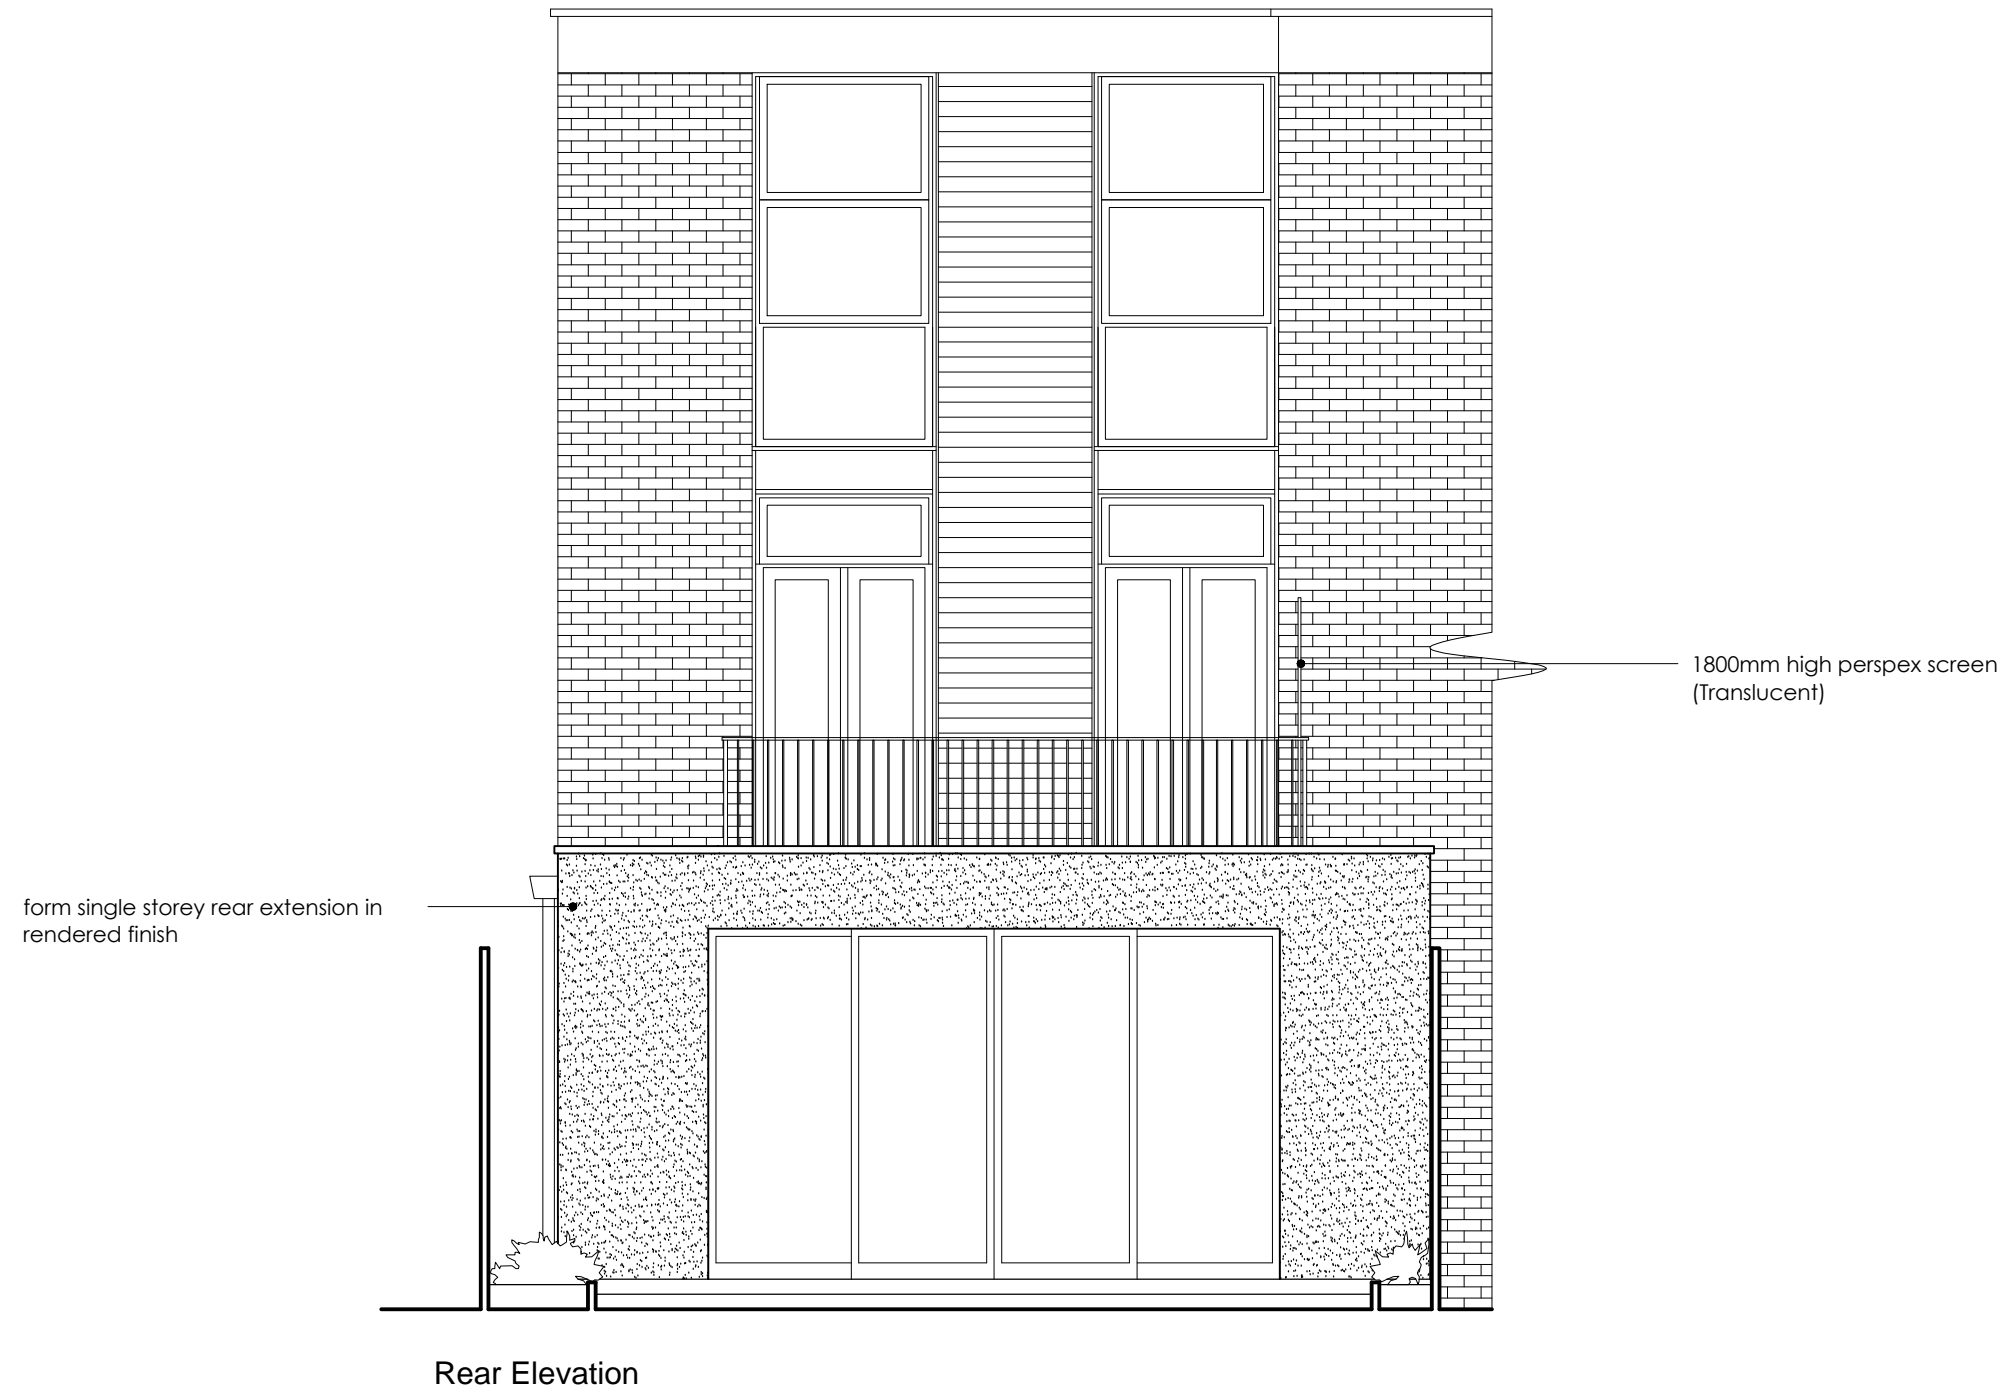 1800mm high perspex screen
(Translucent)
form single storey rear extension in
rendered finish
Rear Elevation